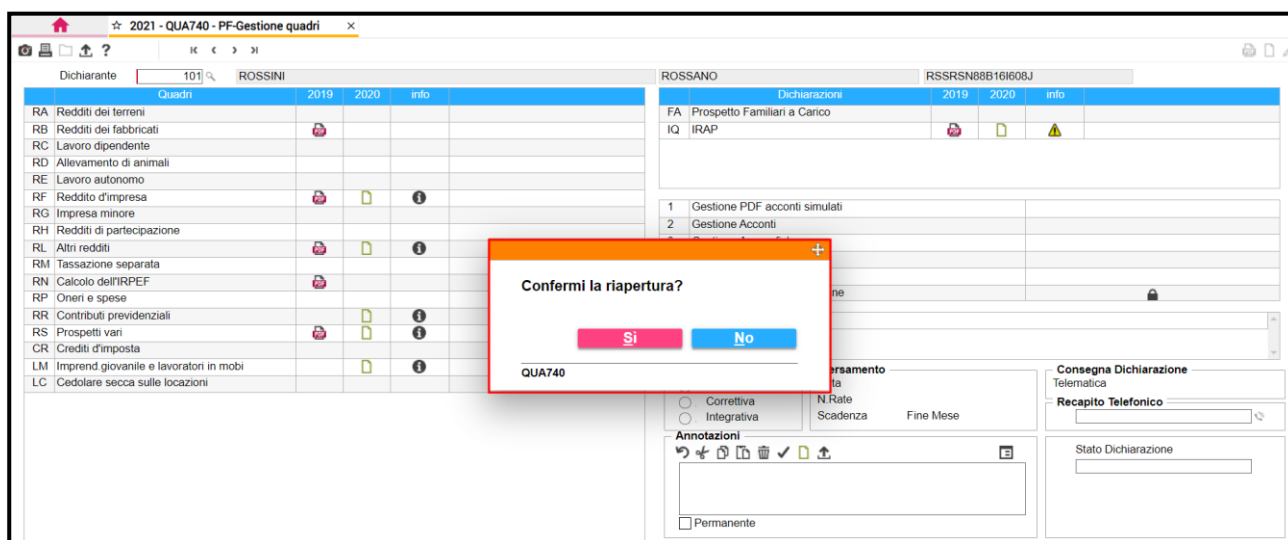 ☆ 2021 - QUA740 - PF-Gestione quadri ×
?
Dichiarante 101 ROSSINI ROSSANO RSSRSN88B16I608J
Quadri 2019 2020 info
RA Redditi dei terreni
RB Redditi dei fabbricati
RC Lavoro dipendente
RD Allevamento di animali
RE Lavoro autonomo
RF Reddito d'impresa
RG Impresa minore
RH Redditi di partecipazione
RL Altri redditi
RM Tassazione separata
RN Calcolo dell'IRPEF
RP Oneri e spese
RR Contributi previdenziali
RS Prospetti vari
CR Crediti d'imposta
LM Imprend.giovanile e lavoratori in mobi
LC Cedolare secca sulle locazioni
Dichiarazioni 2019 2020 info
FA Prospetto Familiari a Carico
IQ IRAP
1 Gestione PDF acconti simulati
2 Gestione Acconti
ne
Confermi la riapertura?
Sì No
QUA740
Correttiva
Integrativa
ersamento
ta
N.Rate
Scadenza Fine Mese
Consegna Dichiarazione
Telematica
Recapito Telefonico
Annotazioni
Permanente
Stato Dichiarazione